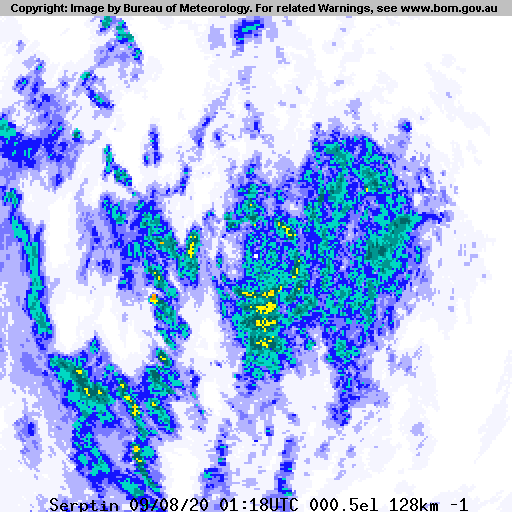 Copyright: Image by Bureau of Meteorology. For related Warnings, see www.bom.gov.au
Serptin 09/08/20 01:18UTC 000.5el 128km -1